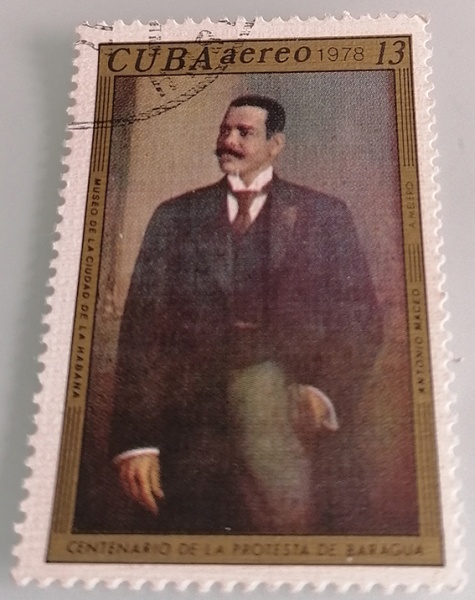 CUBA aereo 1978 13
MUSEO DE LA CIUDAD DE LA HABANA
ANTONIO MACEO A. MELERO
CENTENARIO DE LA PROTESTA DE BARAGUA